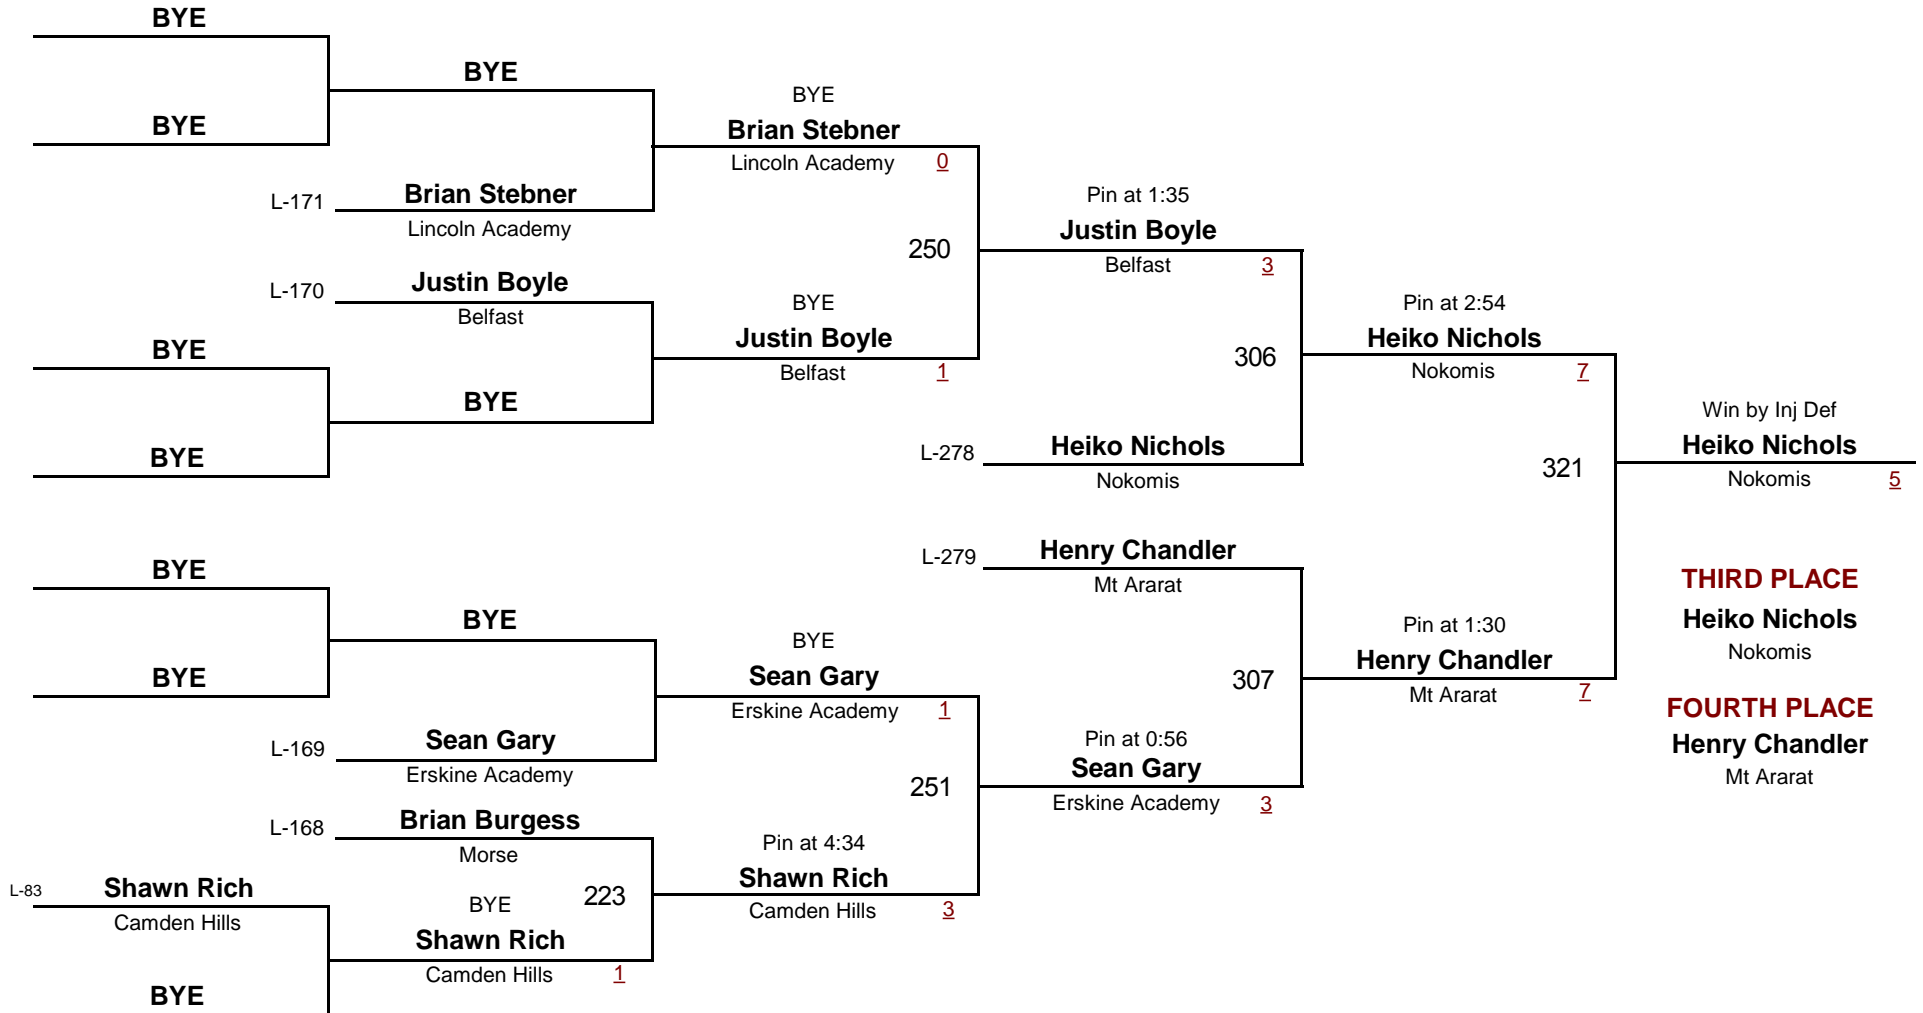 BYE
BYE
BYE
BYE
Brian Stebner
Lincoln Academy 0
BYE
L-171 Brian Stebner
Lincoln Academy
Pin at 1:35
Justin Boyle
Belfast 3
250
L-170 Justin Boyle
Belfast
BYE
Justin Boyle
Belfast 1
Pin at 2:54
Heiko Nichols
Nokomis 7
306
BYE
BYE
Win by Inj Def
Heiko Nichols
Nokomis 5
L-278 Heiko Nichols
Nokomis
BYE
321
L-279 Henry Chandler
Mt Ararat
BYE
THIRD PLACE
Heiko Nichols
Nokomis
BYE
BYE
Sean Gary
Erskine Academy 1
Pin at 1:30
Henry Chandler
Mt Ararat 7
307
BYE
FOURTH PLACE
Henry Chandler
Mt Ararat
L-169 Sean Gary
Erskine Academy
Pin at 0:56
Sean Gary
Erskine Academy 3
251
L-168 Brian Burgess
Morse
Pin at 4:34
Shawn Rich
Camden Hills 3
L-83 Shawn Rich
Camden Hills
223
BYE
Shawn Rich
Camden Hills 1
BYE